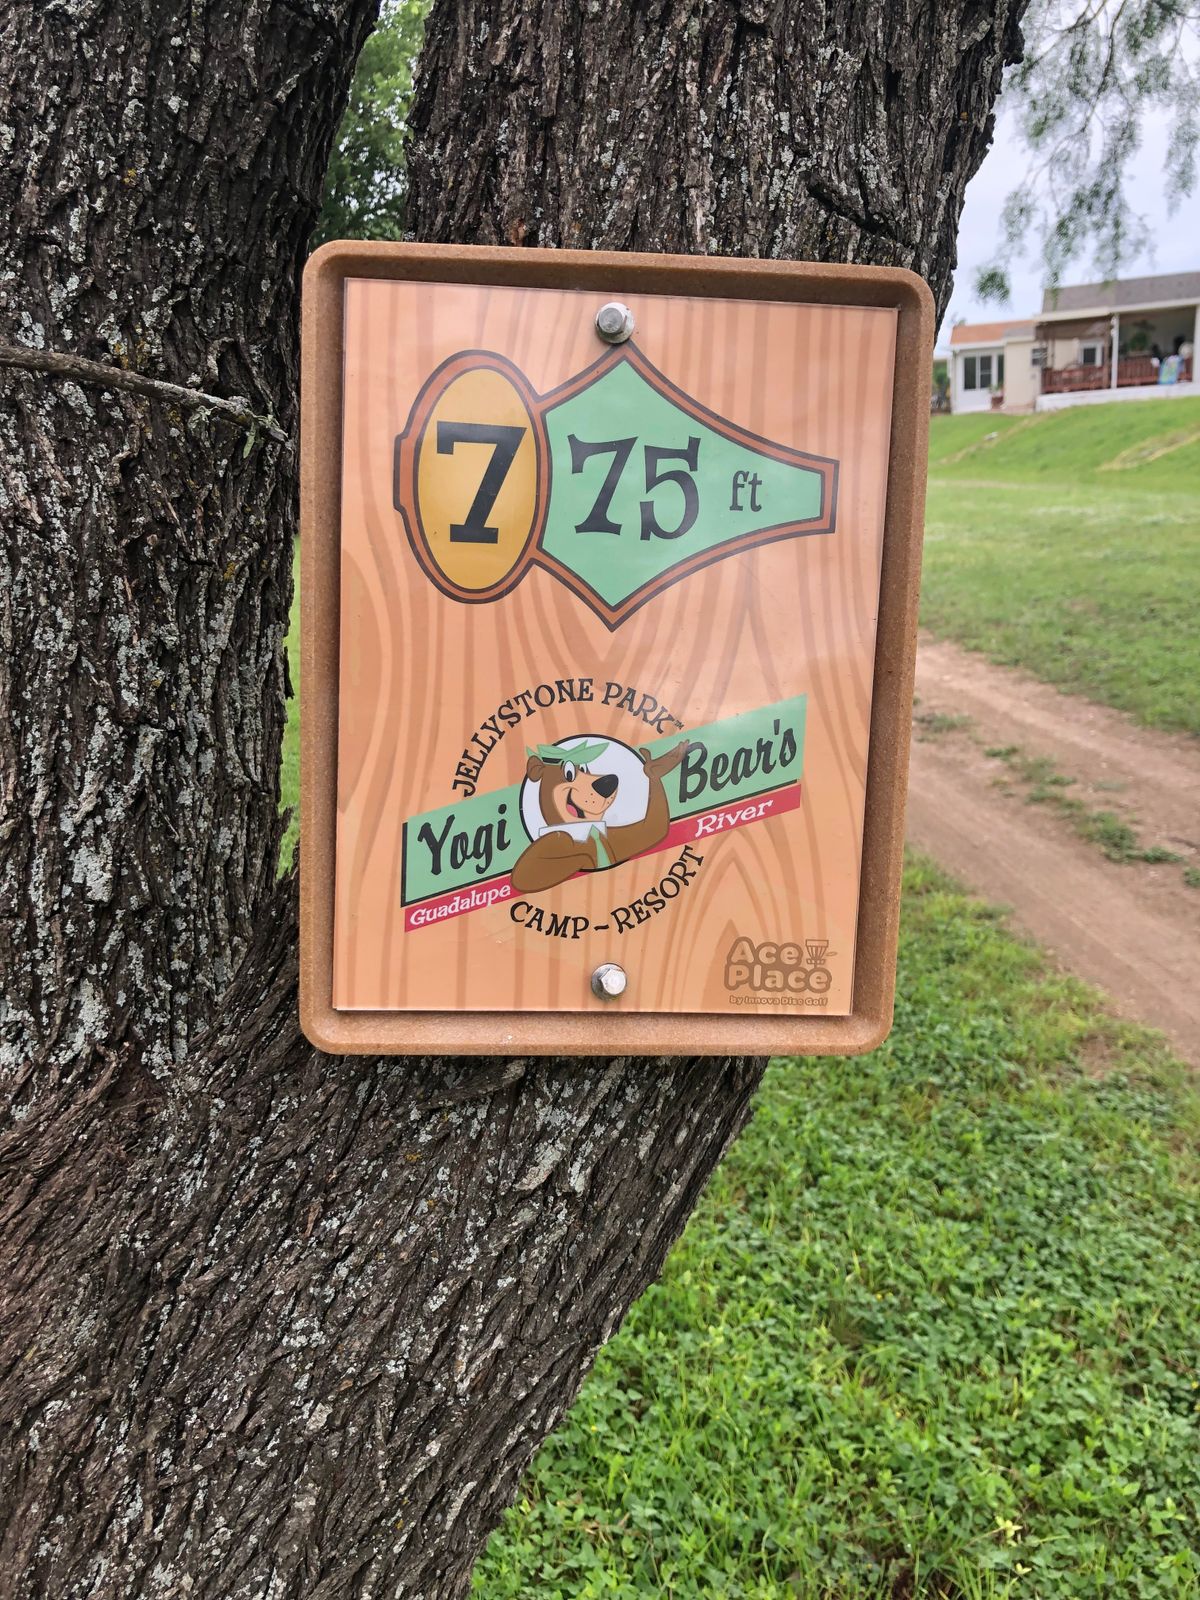 7 75 ft
JELLYSTONE PARK™
Yogi Bear's
Guadalupe River
CAMP-RESORT
Ace
Place
by Innova Disc Golf